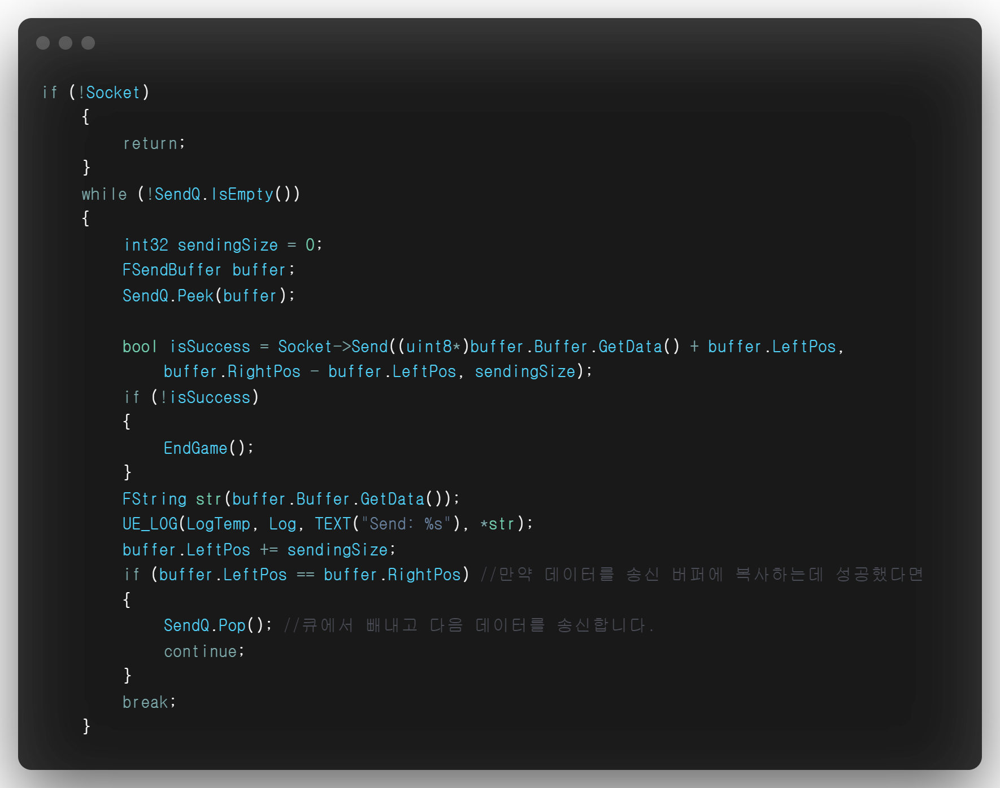 if (!Socket)
{
return;
}
while (!SendQ.IsEmpty())
{
int32 sendingSize = 0;
FSendBuffer buffer;
SendQ.Peek(buffer);
bool isSuccess = Socket->Send((uint8*)buffer.Buffer.GetData() + buffer.LeftPos,
buffer.RightPos - buffer.LeftPos, sendingSize);
if (!isSuccess)
{
EndGame();
}
FString str(buffer.Buffer.GetData());
UE_LOG(LogTemp, Log, TEXT("Send: %s"), *str);
buffer.LeftPos += sendingSize;
if (buffer.LeftPos == buffer.RightPos) //만약 데이터를 송신 버퍼에 복사하는데 성공했다면
{
SendQ.Pop(); //큐에서 빼내고 다음 데이터를 송신합니다.
continue;
}
break;
}